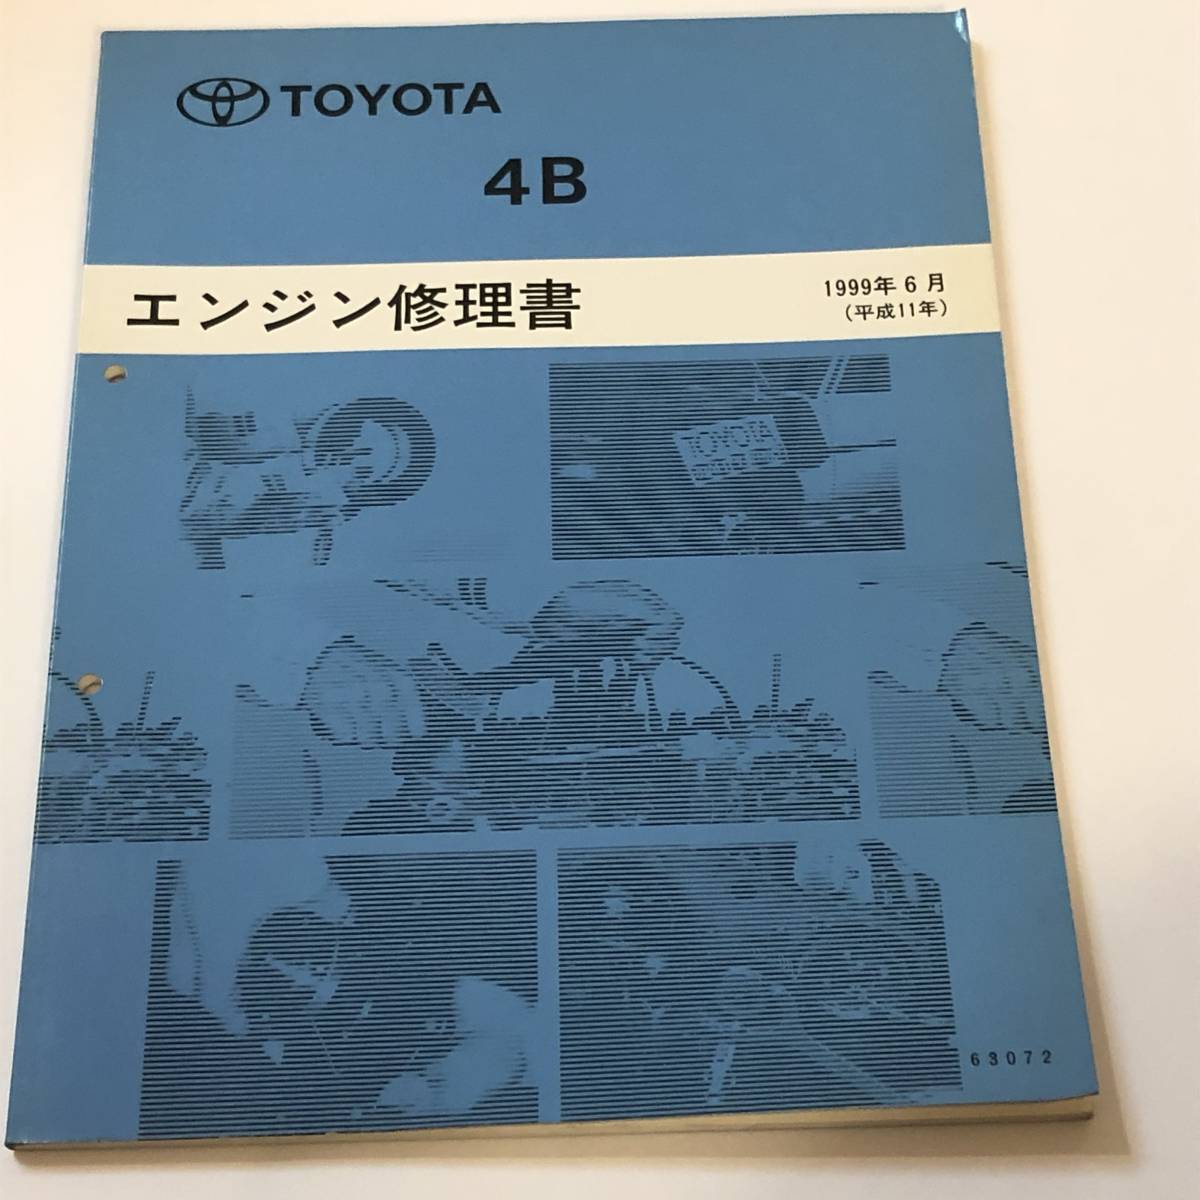 TOYOTA
4B
エンジン修理書
1999年6月
(平成11年)
TOYOTA
63072